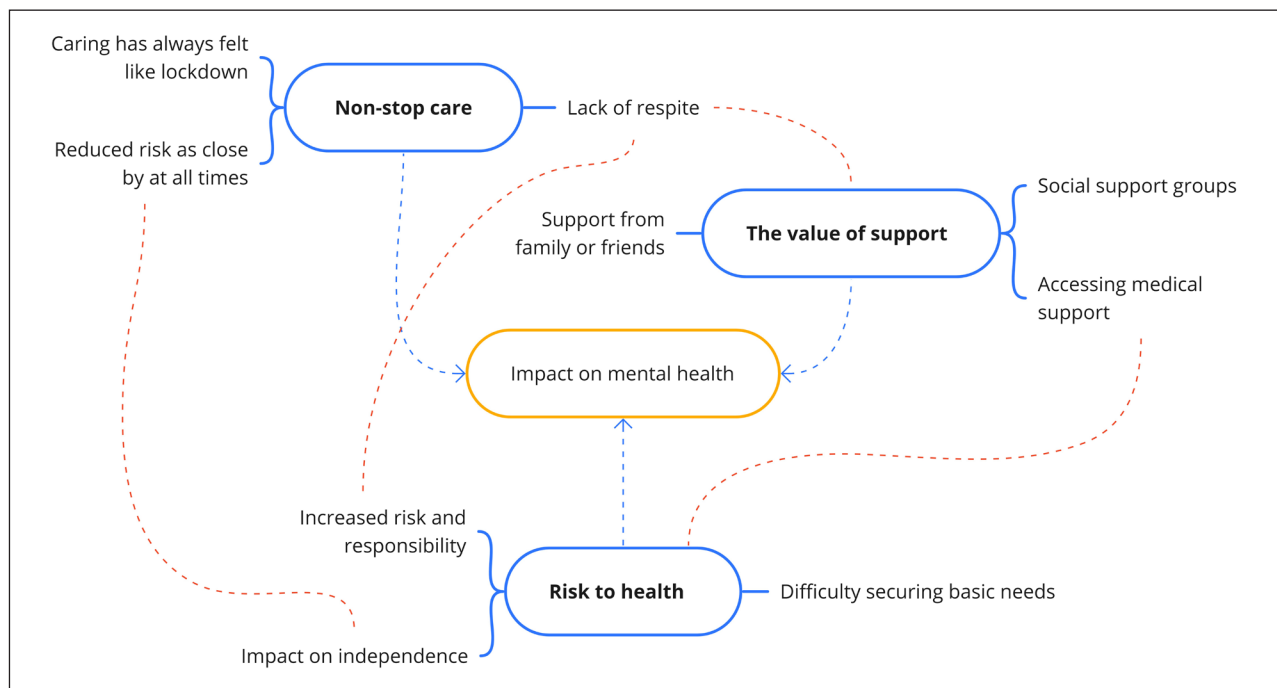 Caring has always felt
like lockdown
Non-stop care
Lack of respite
Reduced risk as close
by at all times
Social support groups
Support from
family or friends
The value of support
Accessing medical
support
Impact on mental health
Increased risk and
responsibility
Risk to health
Difficulty securing basic needs
Impact on independence